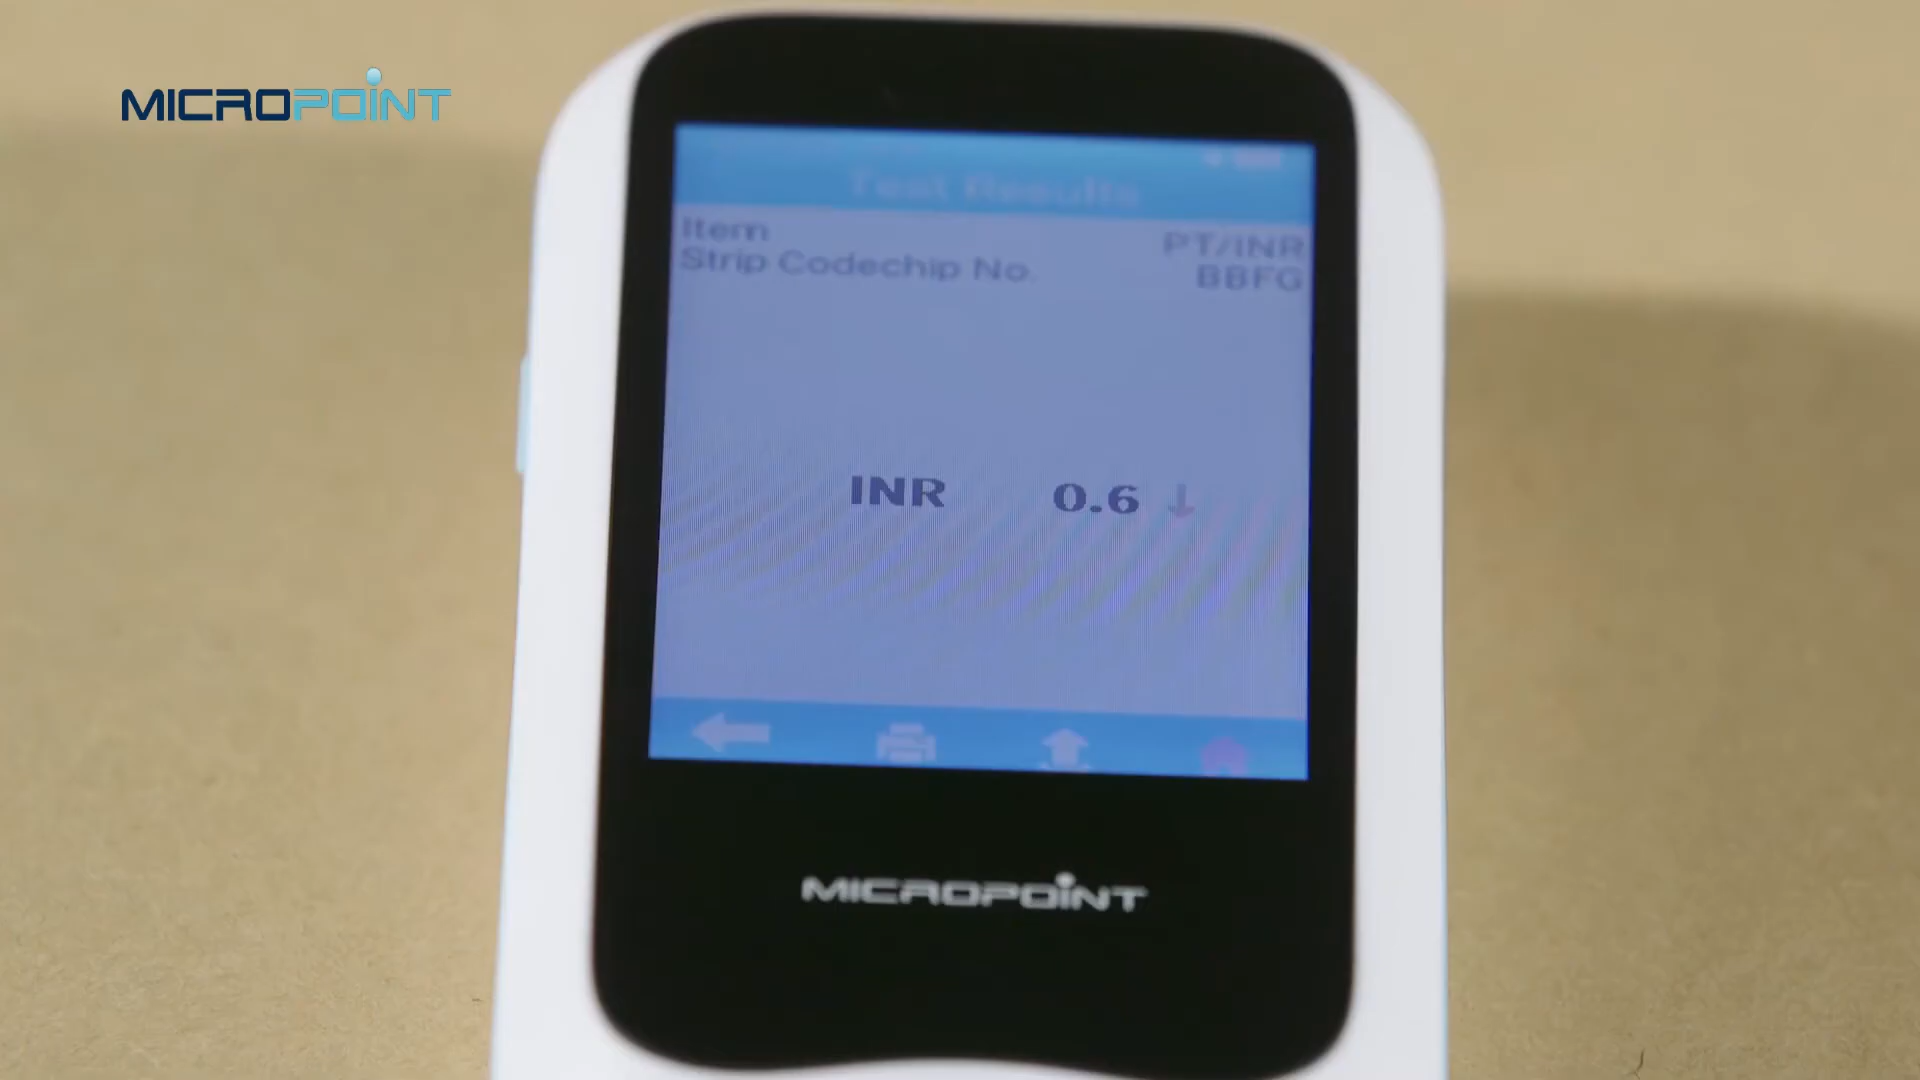 MICROPOINT
Test Results
Item PT/INR
Strip Codechip No. BBFG
INR 0.6 ↓
MICROPOINT